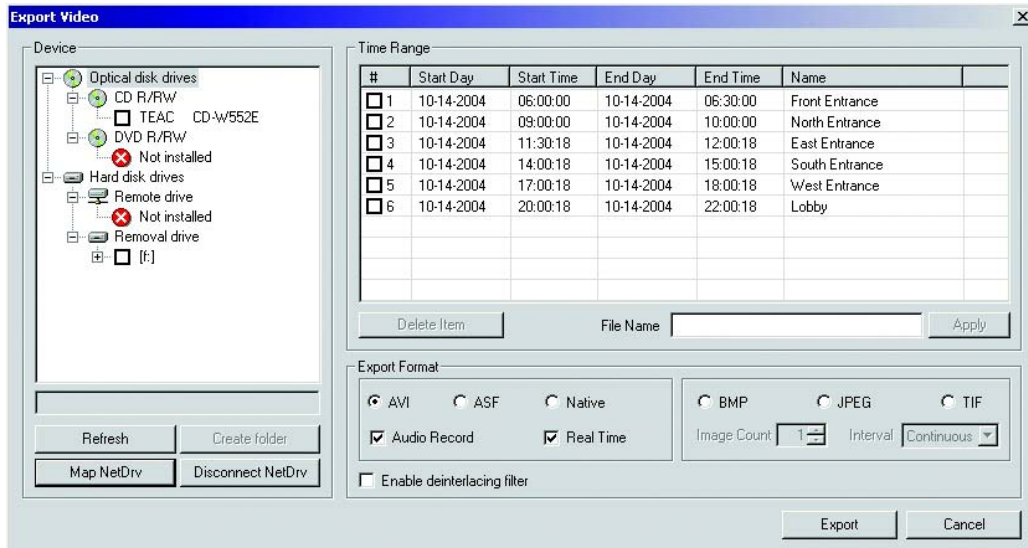 Export Video
Device
Optical disk drives
CD R/RW
TEAC CD-W552E
DVD R/RW
Not installed
Hard disk drives
Remote drive
Not installed
Removal drive
[f:]
Refresh
Create folder
Map NetDrv
Disconnect NetDrv
Time Range
# Start Day Start Time End Day End Time Name
1 10-14-2004 06:00:00 10-14-2004 06:30:00 Front Entrance
2 10-14-2004 09:00:00 10-14-2004 10:00:00 North Entrance
3 10-14-2004 11:30:18 10-14-2004 12:00:18 East Entrance
4 10-14-2004 14:00:18 10-14-2004 15:00:18 South Entrance
5 10-14-2004 17:00:18 10-14-2004 18:00:18 West Entrance
6 10-14-2004 20:00:18 10-14-2004 22:00:18 Lobby
Delete Item File Name Apply
Export Format
AVI ASF Native
Audio Record Real Time
BMP JPEG TIF
Image Count 1 Interval Continuous
Enable deinterlacing filter
Export Cancel